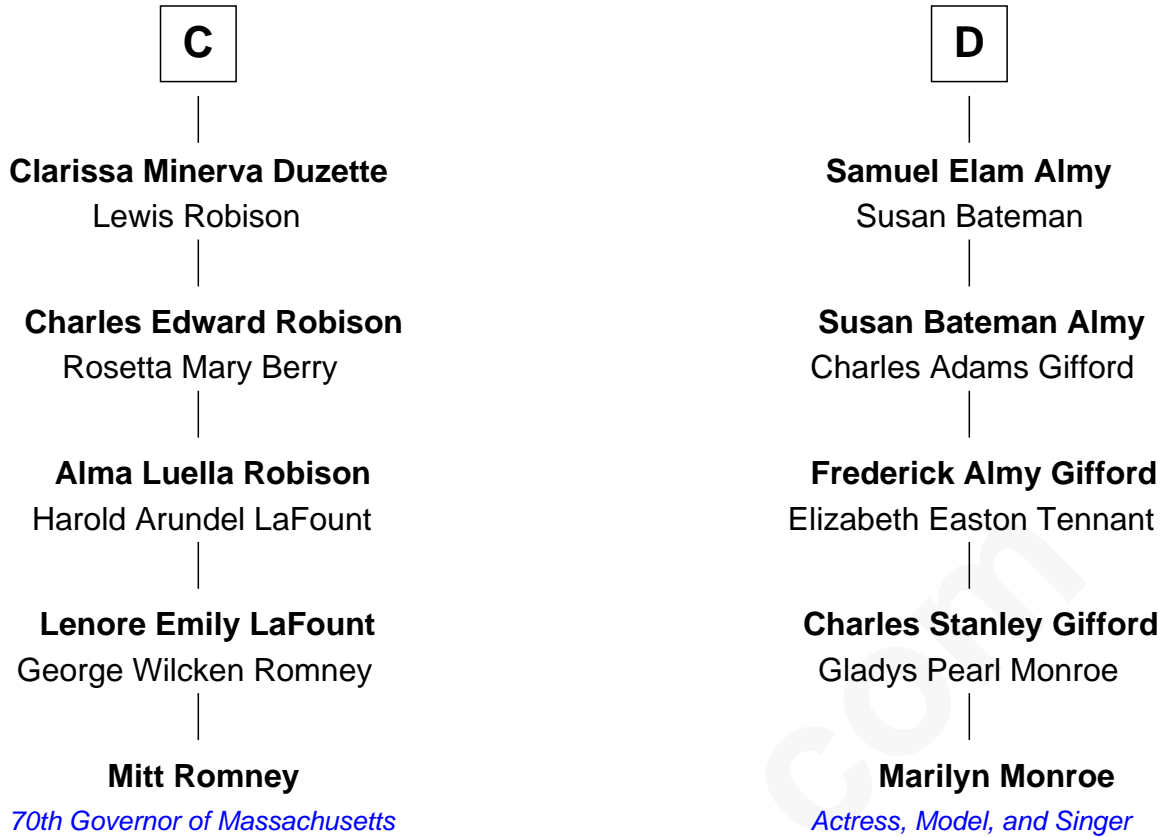 C
Clarissa Minerva Duzette
Lewis Robison
Charles Edward Robison
Rosetta Mary Berry
Alma Luella Robison
Harold Arundel LaFount
Lenore Emily LaFount
George Wilcken Romney
Mitt Romney
70th Governor of Massachusetts
D
Samuel Elam Almy
Susan Bateman
Susan Bateman Almy
Charles Adams Gifford
Frederick Almy Gifford
Elizabeth Easton Tennant
Charles Stanley Gifford
Gladys Pearl Monroe
Marilyn Monroe
Actress, Model, and Singer
com